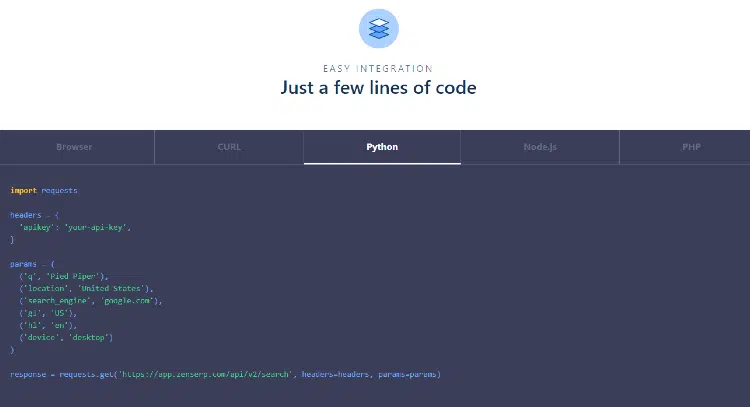 EASY INTEGRATION
Just a few lines of code
Browser CURL Python Node.js PHP
import requests
headers = {
'apikey': 'your-api-key',
}
params = (
('q', 'Pied Piper'),
('location', 'United States'),
('search_engine', 'google.com'),
('gl', 'US'),
('hl', 'en'),
('device', 'desktop')
)
response = requests.get('https://app.zenserp.com/api/v2/search', headers=headers, params=params)